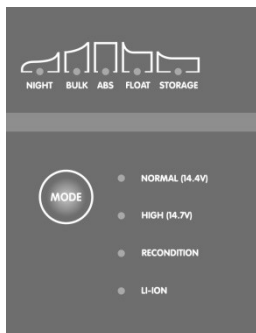 NIGHT BULK ABS FLOAT STORAGE
MODE
NORMAL (14.4V)
HIGH (14.7V)
RECONDITION
LI-ION